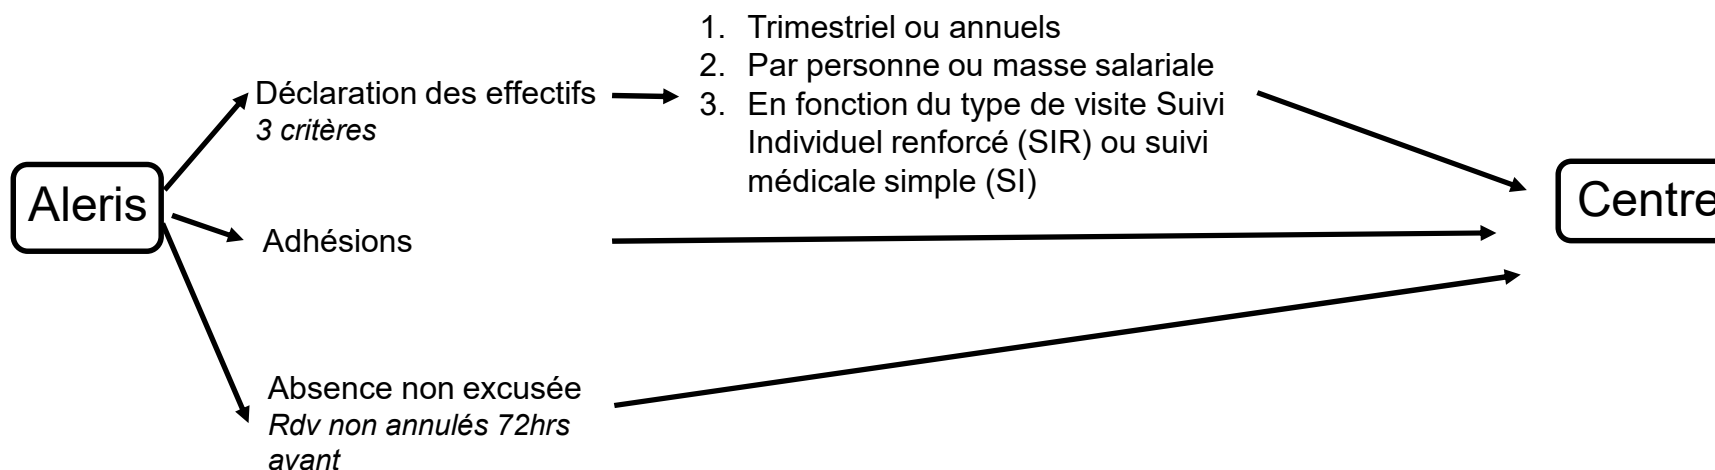 Aleris
Déclaration des effectifs
3 critères
1. Trimestriel ou annuels
2. Par personne ou masse salariale
3. En fonction du type de visite Suivi
Individuel renforcé (SIR) ou suivi
médicale simple (SI)
Adhésions
Absence non excusée
Rdv non annulés 72hrs
avant
Centre